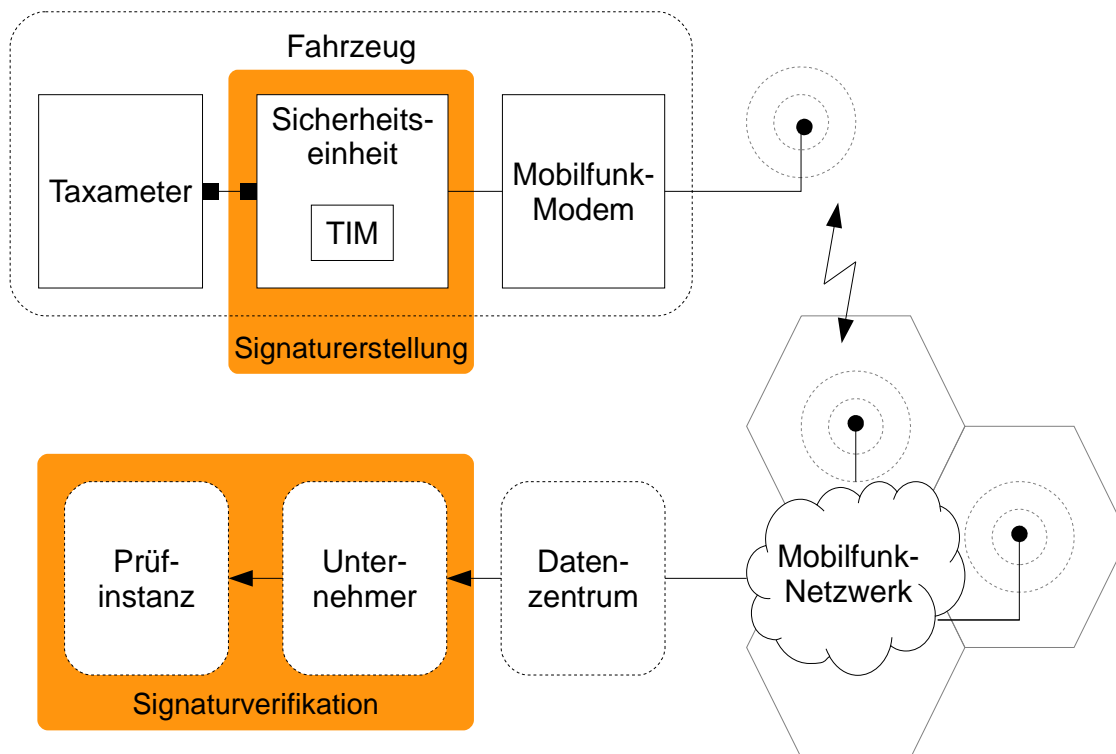 Fahrzeug
Taxameter
Sicherheits-
einheit
TIM
Mobilfunk-
Modem
Signaturerstellung
Prüf-
instanz
Unter-
nehmer
Daten-
zentrum
Mobilfunk-
Netzwerk
Signaturverifikation